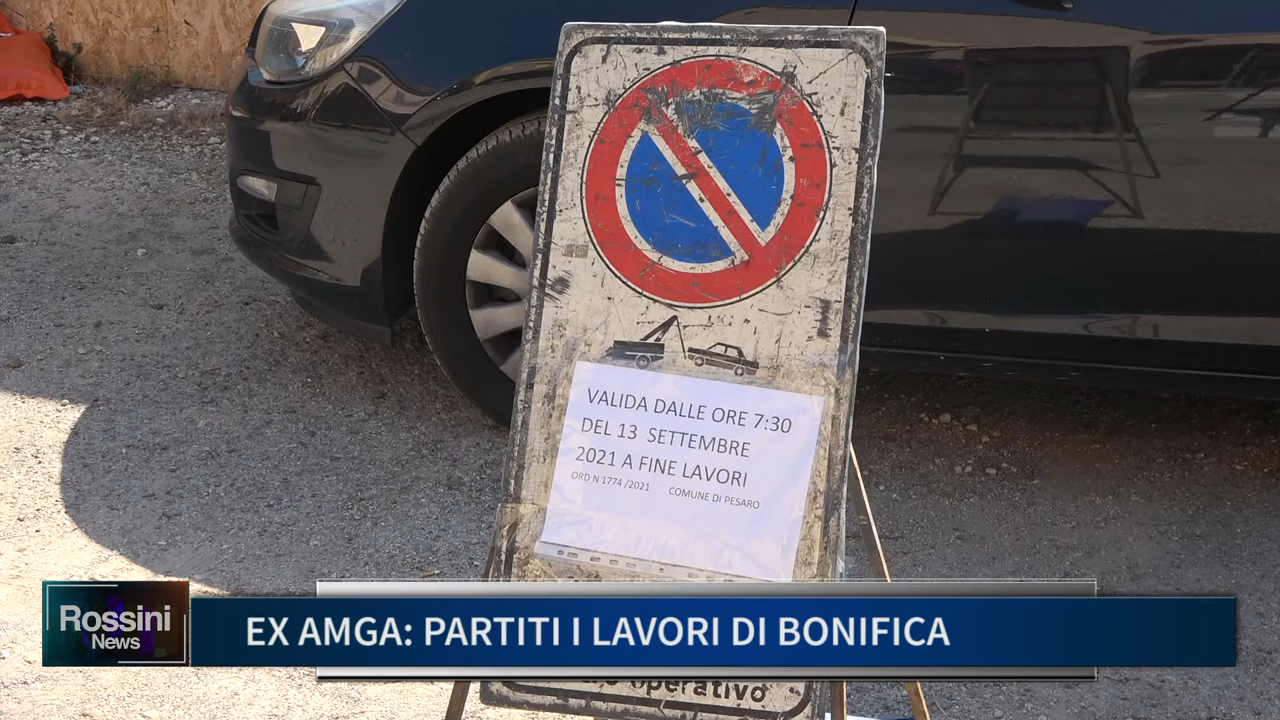 VALIDA DALLE ORE 7:30
DEL 13 SETTEMBRE
2021 A FINE LAVORI
ORD N 1774 /2021 COMUNE DI PESARO
Rossini
News
EX AMGA: PARTITI I LAVORI DI BONIFICA
operativo